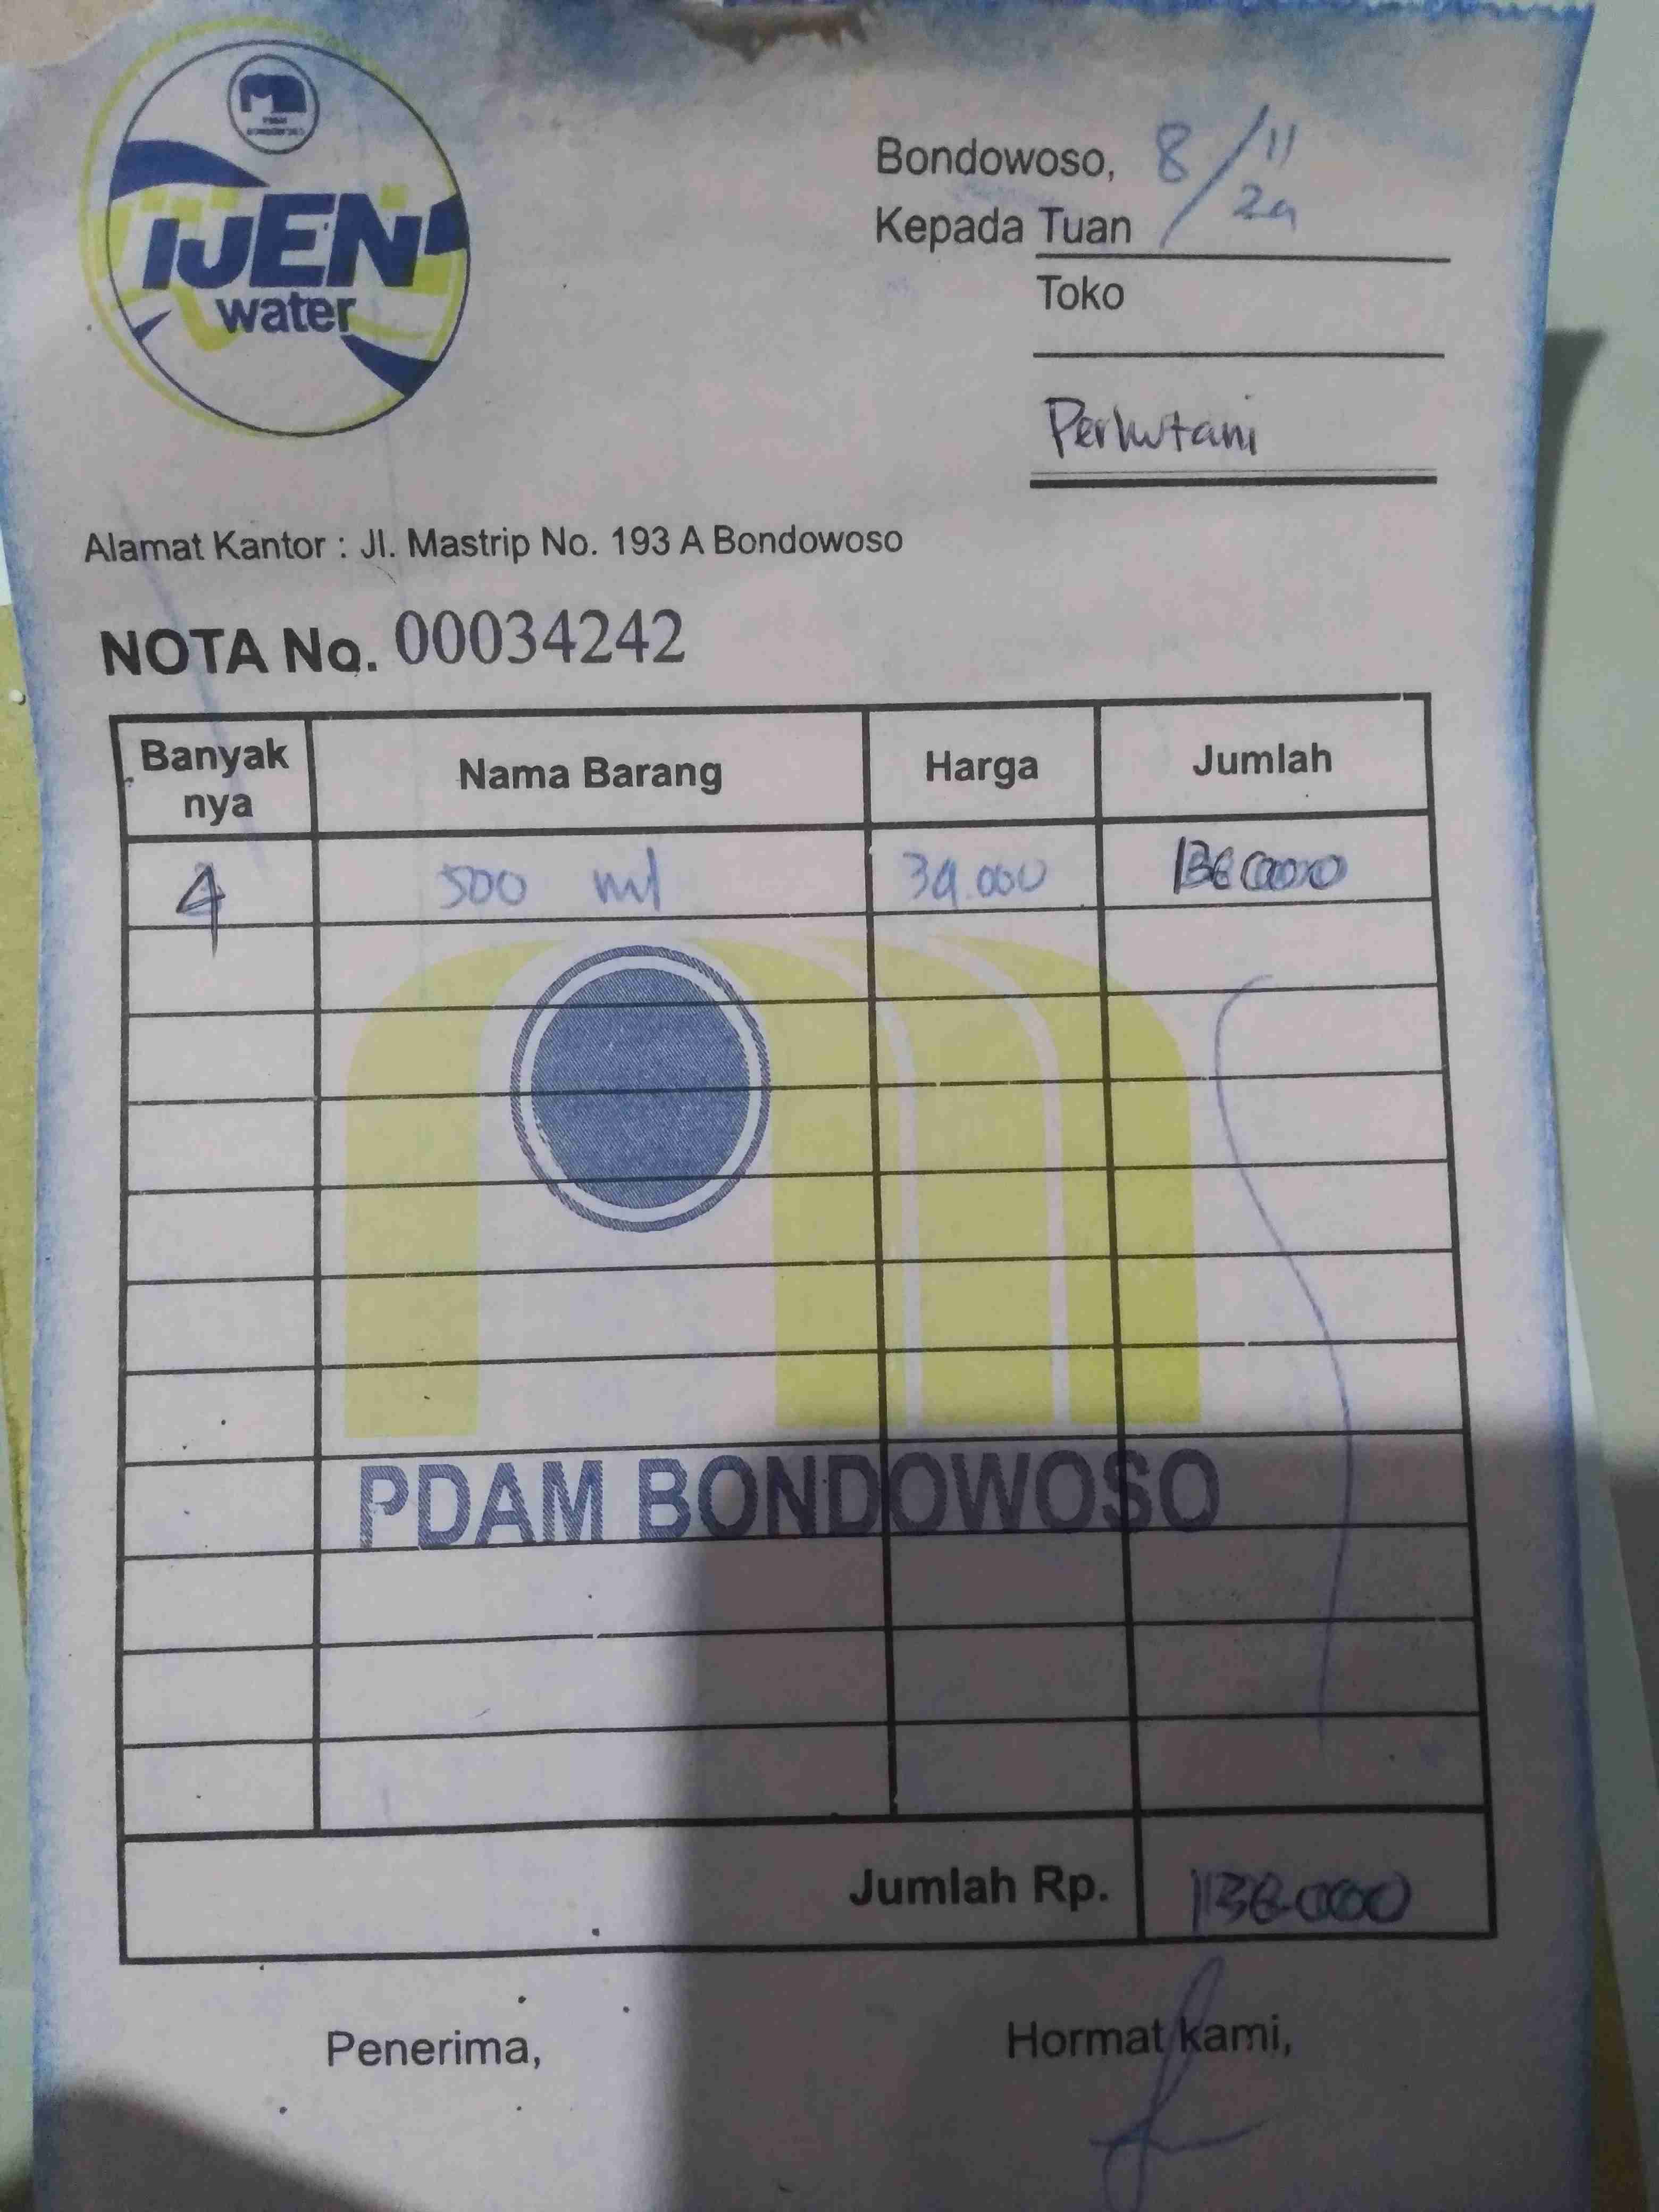 IJEN
water
Bondowoso, 8/11
24
Kepada Tuan
Toko
Perhutani
Alamat Kantor : Jl. Mastrip No. 193 A Bondowoso
NOTA No. 00034242
Banyak nya Nama Barang Harga Jumlah
4 500 ml 34.000
PDAM BONDOWOSO
Jumlah Rp. 136.000
Penerima, Hormat kami,